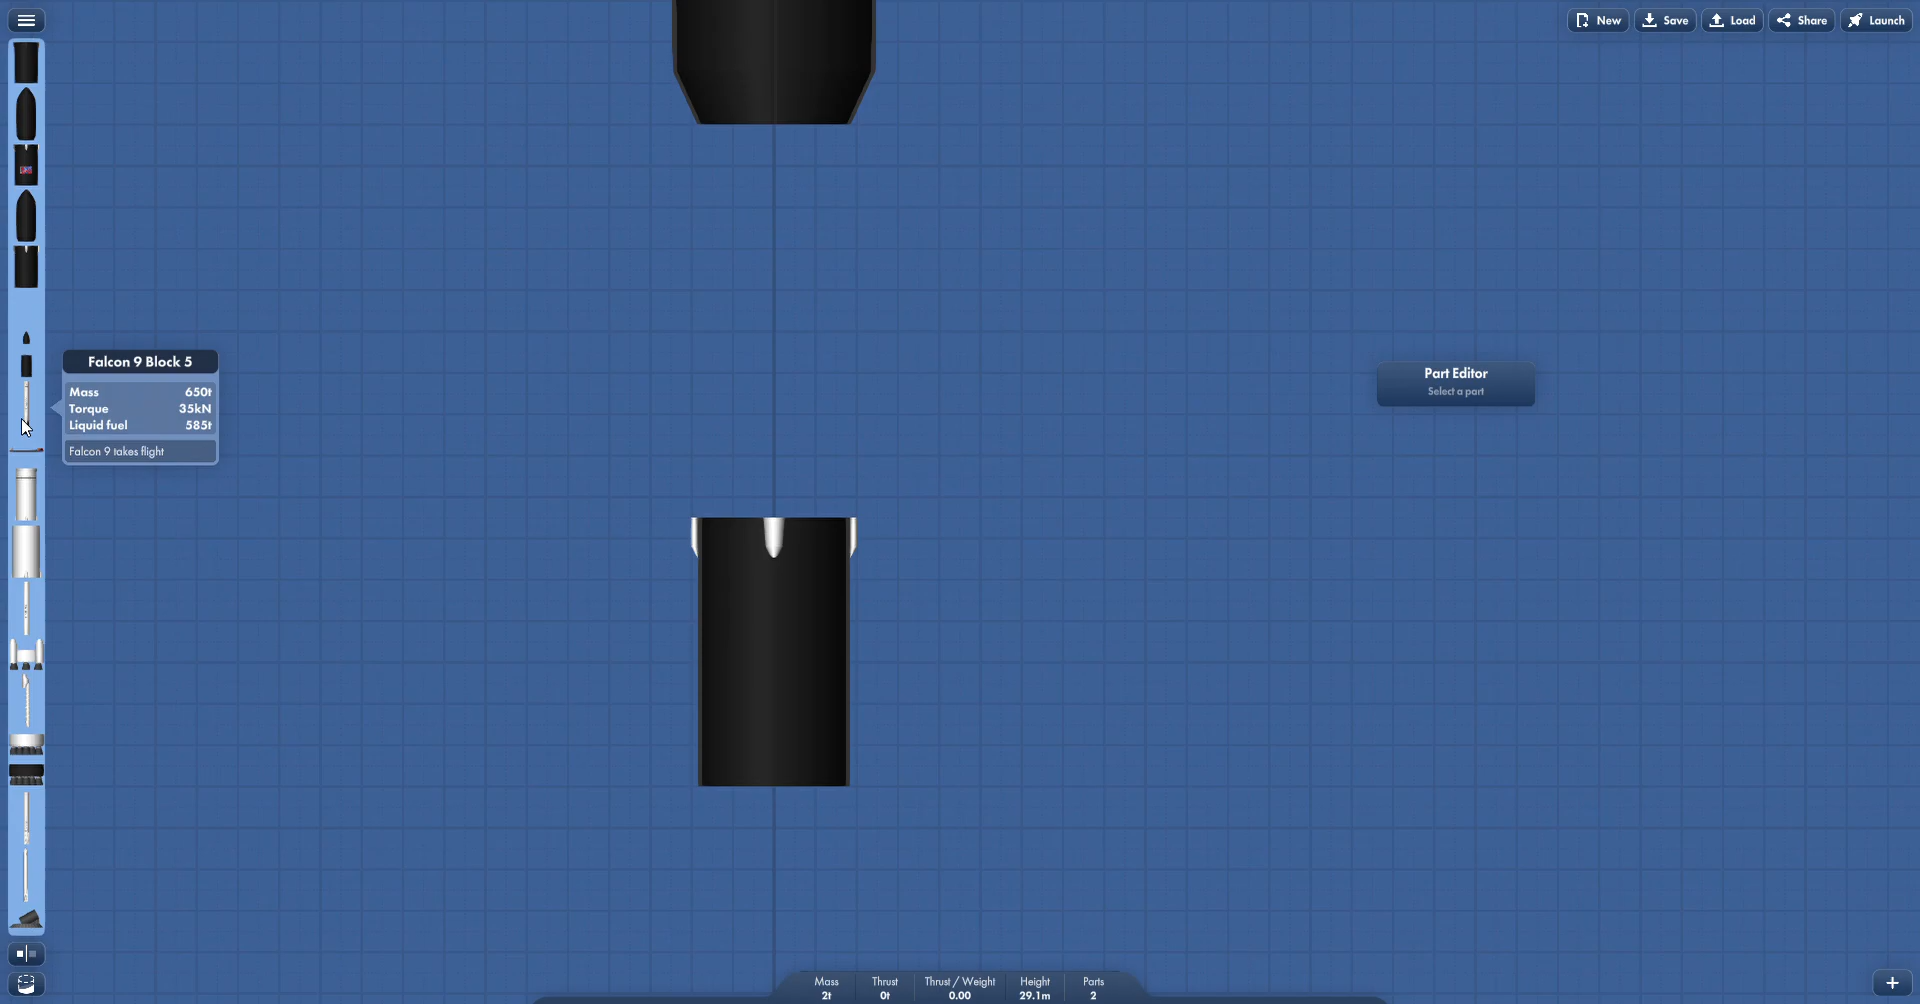 New
Save
Load
Share
Launch
Falcon 9 Block 5
Mass 650t
Torque 35kN
Liquid fuel 585t
Falcon 9 takes flight
Part Editor
Select a part
Mass Thrust Thrust / Weight Height Parts
2t 0t 0.00 29.1m 2